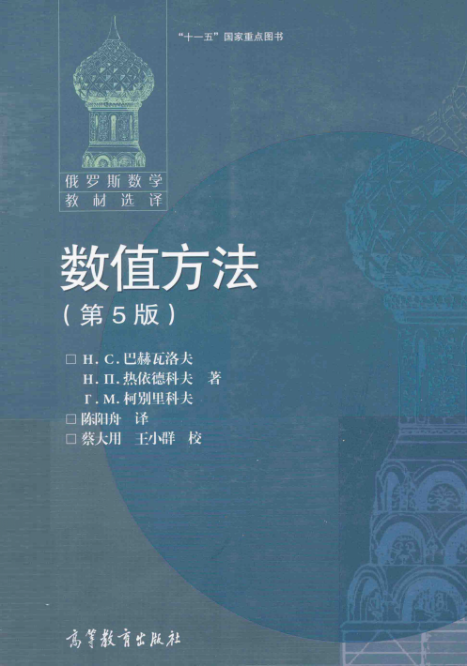 “十一五”国家重点图书
俄罗斯数学
教材选译
数值方法
(第5版)
□ Н. С. 巴赫瓦洛夫
Н. П. 热依德科夫 著
Г. М. 柯别里科夫
□ 陈阳舟 译
□ 蔡大用 王小群 校
高等教育出版社